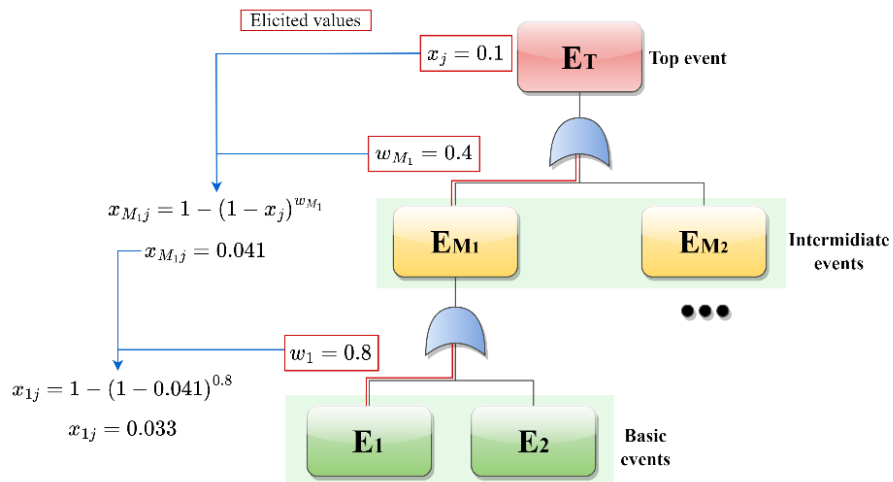 Elicited values
x_j = 0.1
E_T
Top event
w_{M_1} = 0.4
x_{M_1 j} = 1 − (1 − x_j)^{w_{M_1}}
x_{M_1 j} = 0.041
E_{M1}
E_{M2}
Intermidiate
events
w_1 = 0.8
x_{1j} = 1 − (1 − 0.041)^{0.8}
x_{1j} = 0.033
E_1
E_2
Basic
events